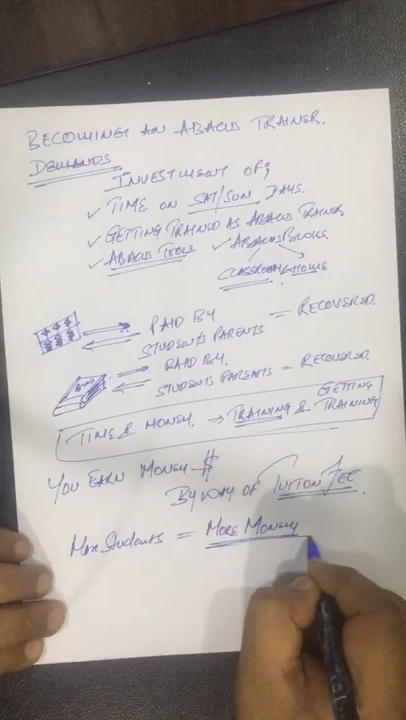 BECOMING AN ABACUS TRAINER.
DEMANDS
INVESTMENT OF;
✓ TIME ON SAT/SUN DAYS.
✓ GETTING TRAINED AS ABACUS TRAINER
✓ ABACUS TOOLS ✓ ABACUS BOOKS.
CLASSROOM & HOME
PAID BY STUDENTS PARENTS = RECOVERED.
PAID BY. STUDENTS PARENTS = RECOVERED.
TIME & MONEY. → TRAINING & GETTING TRAINING
YOU EARN MONEY $
BY WAY OF TUITION FEE.
More Students = MORE MONEY